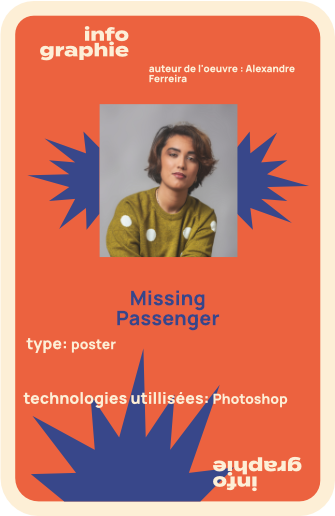 info
graphie
auteur de l'oeuvre : Alexandre
Ferreira
Missing
Passenger
type: poster
technologies utillisées: Photoshop
info
graphie